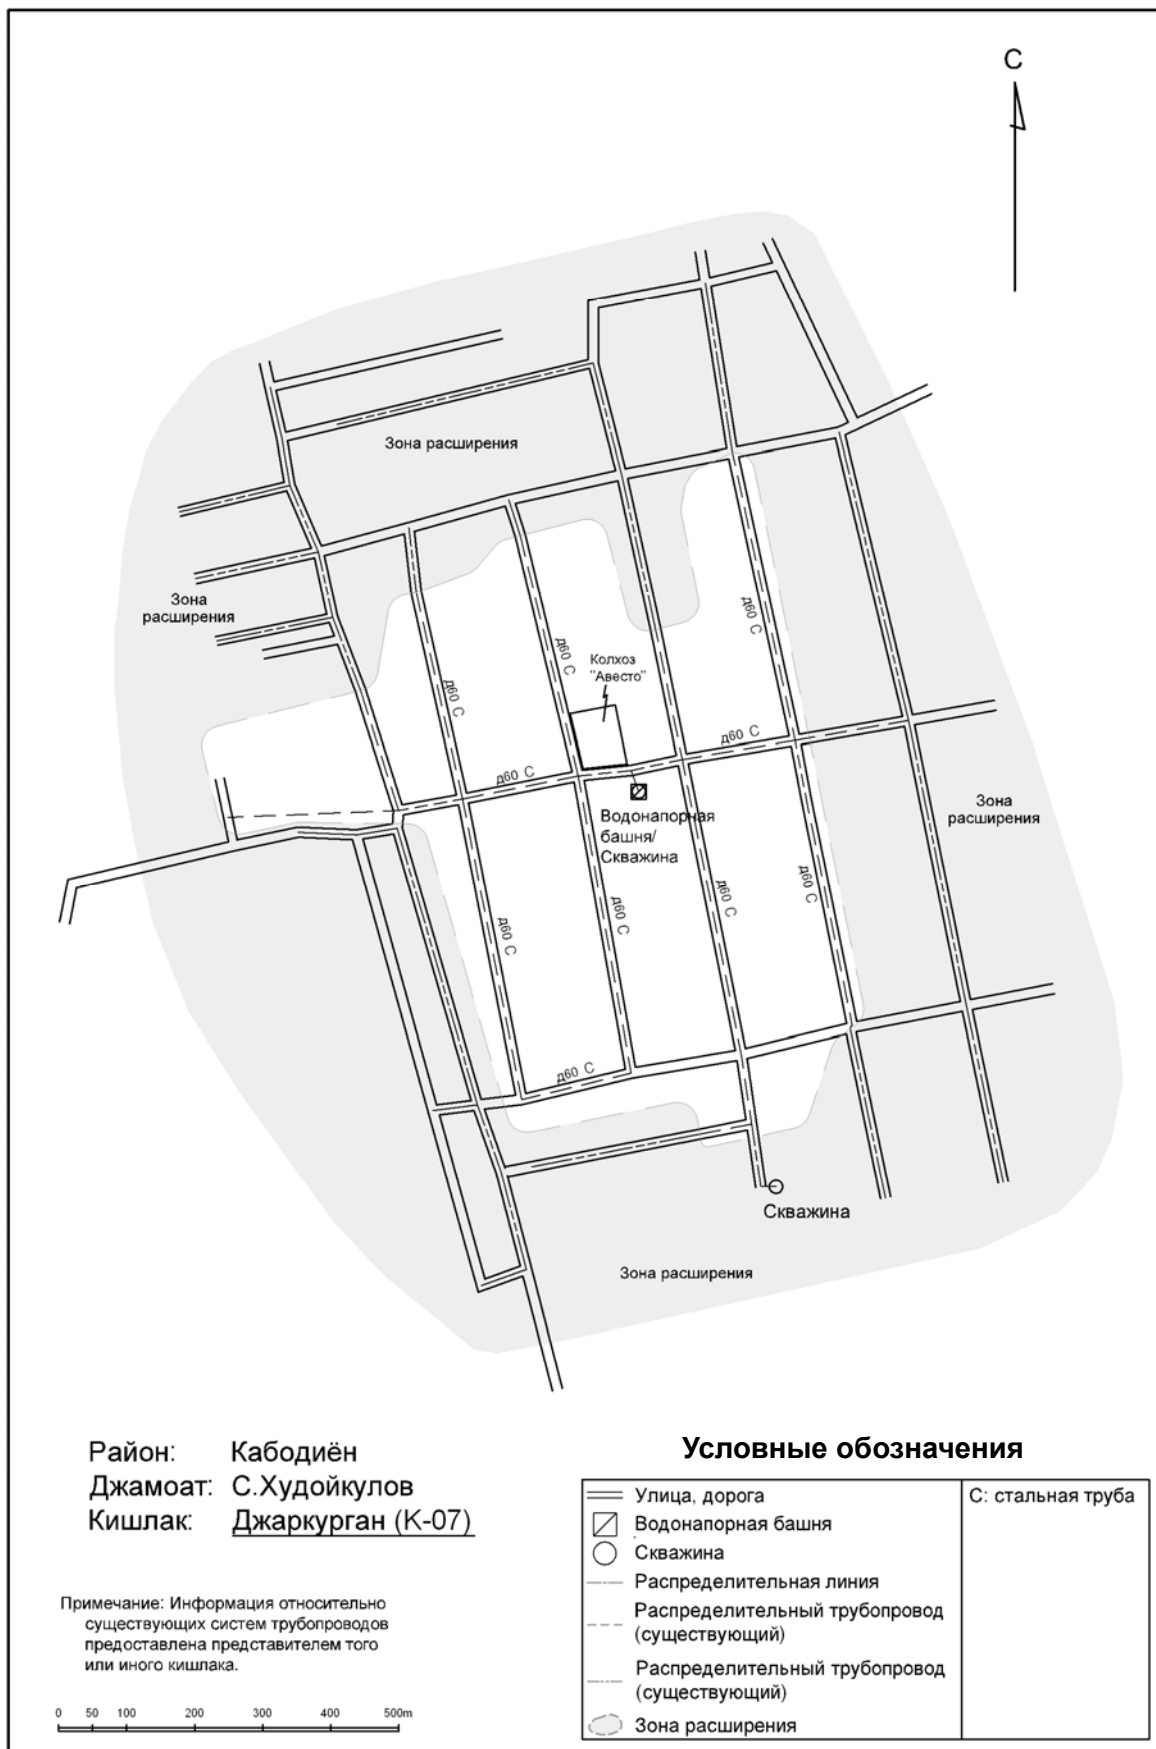 С
Зона расширения
Зона
расширения
д60 С
д60 С
д60 С
Колхоз
"Авесто"
д60 С
д60 С
Водонапорная
башня/
Скважина
Зона
расширения
д60 С
д60 С
д60 С
д60 С
д60 С
Скважина
Зона расширения
Район: Кабодиён
Джамоат: С.Худойкулов
Кишлак: Джаркурган (К-07)
Примечание: Информация относительно
существующих систем трубопроводов
предоставлена представителем того
или иного кишлака.
0 50 100 200 300 400 500m
Условные обозначения
Улица, дорога
Водонапорная башня
Скважина
Распределительная линия
Распределительный трубопровод
(существующий)
Распределительный трубопровод
(существующий)
Зона расширения
С: стальная труба